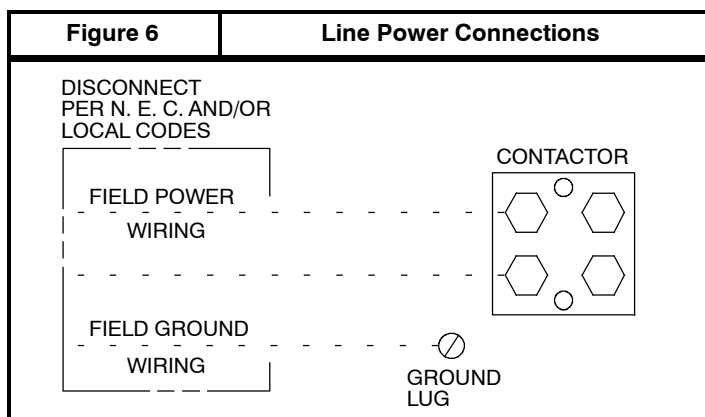 Figure 6
Line Power Connections
DISCONNECT
PER N. E. C. AND/OR
LOCAL CODES
CONTACTOR
FIELD POWER
WIRING
FIELD GROUND
WIRING
GROUND
LUG